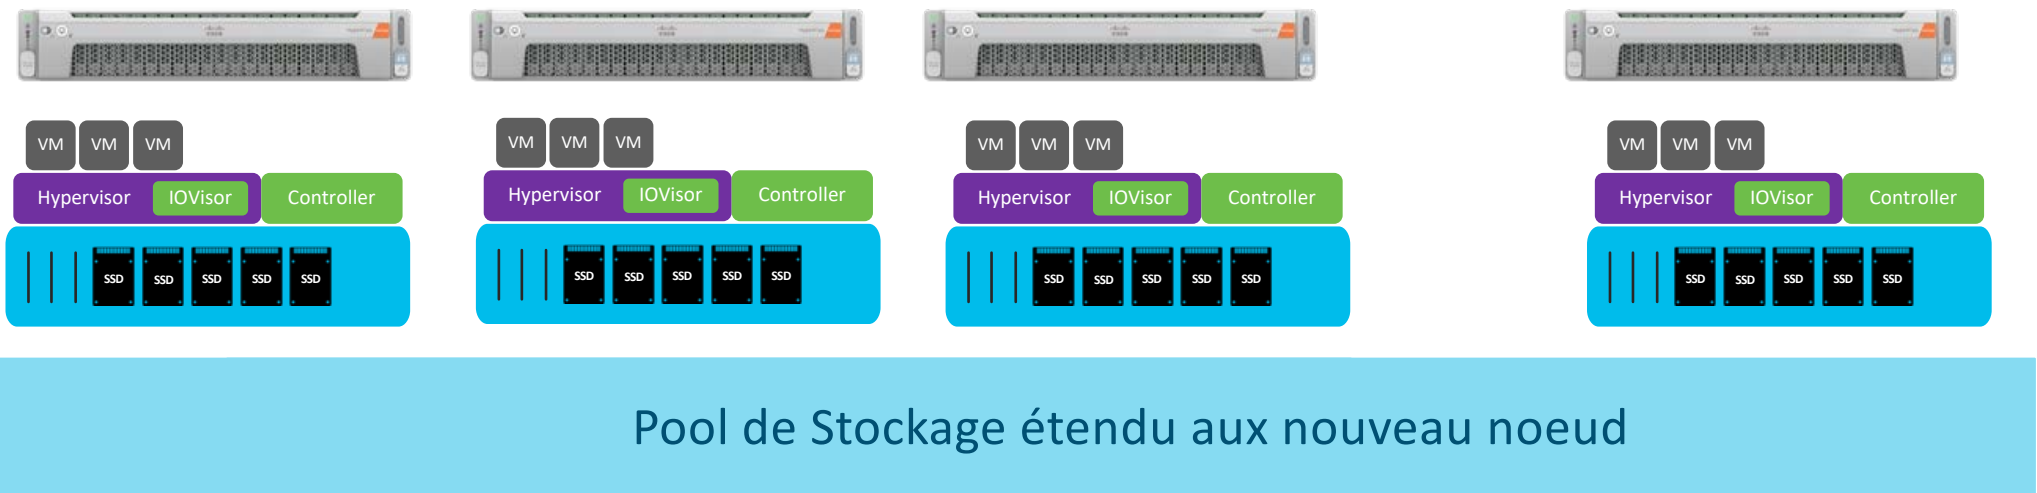 VM VM VM
Hypervisor IOVisor Controller
SSD SSD SSD SSD SSD
VM VM VM
Hypervisor IOVisor Controller
SSD SSD SSD SSD SSD
VM VM VM
Hypervisor IOVisor Controller
SSD SSD SSD SSD SSD
VM VM VM
Hypervisor IOVisor Controller
SSD SSD SSD SSD SSD
Pool de Stockage étendu aux nouveau noeud